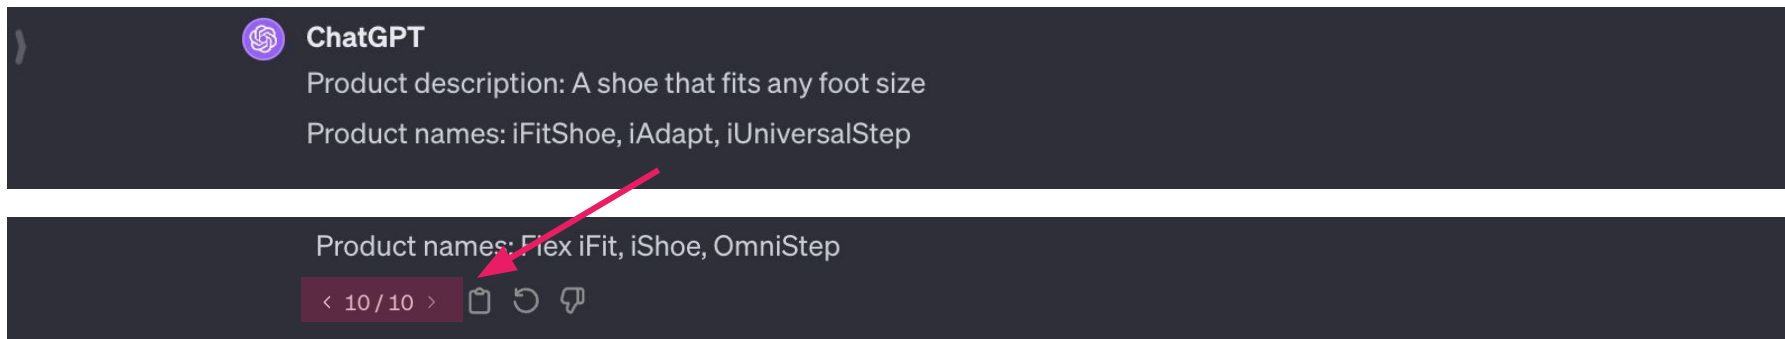 ChatGPT
Product description: A shoe that fits any foot size
Product names: iFitShoe, iAdapt, iUniversalStep
Product names: Flex iFit, iShoe, OmniStep
< 10 / 10 >